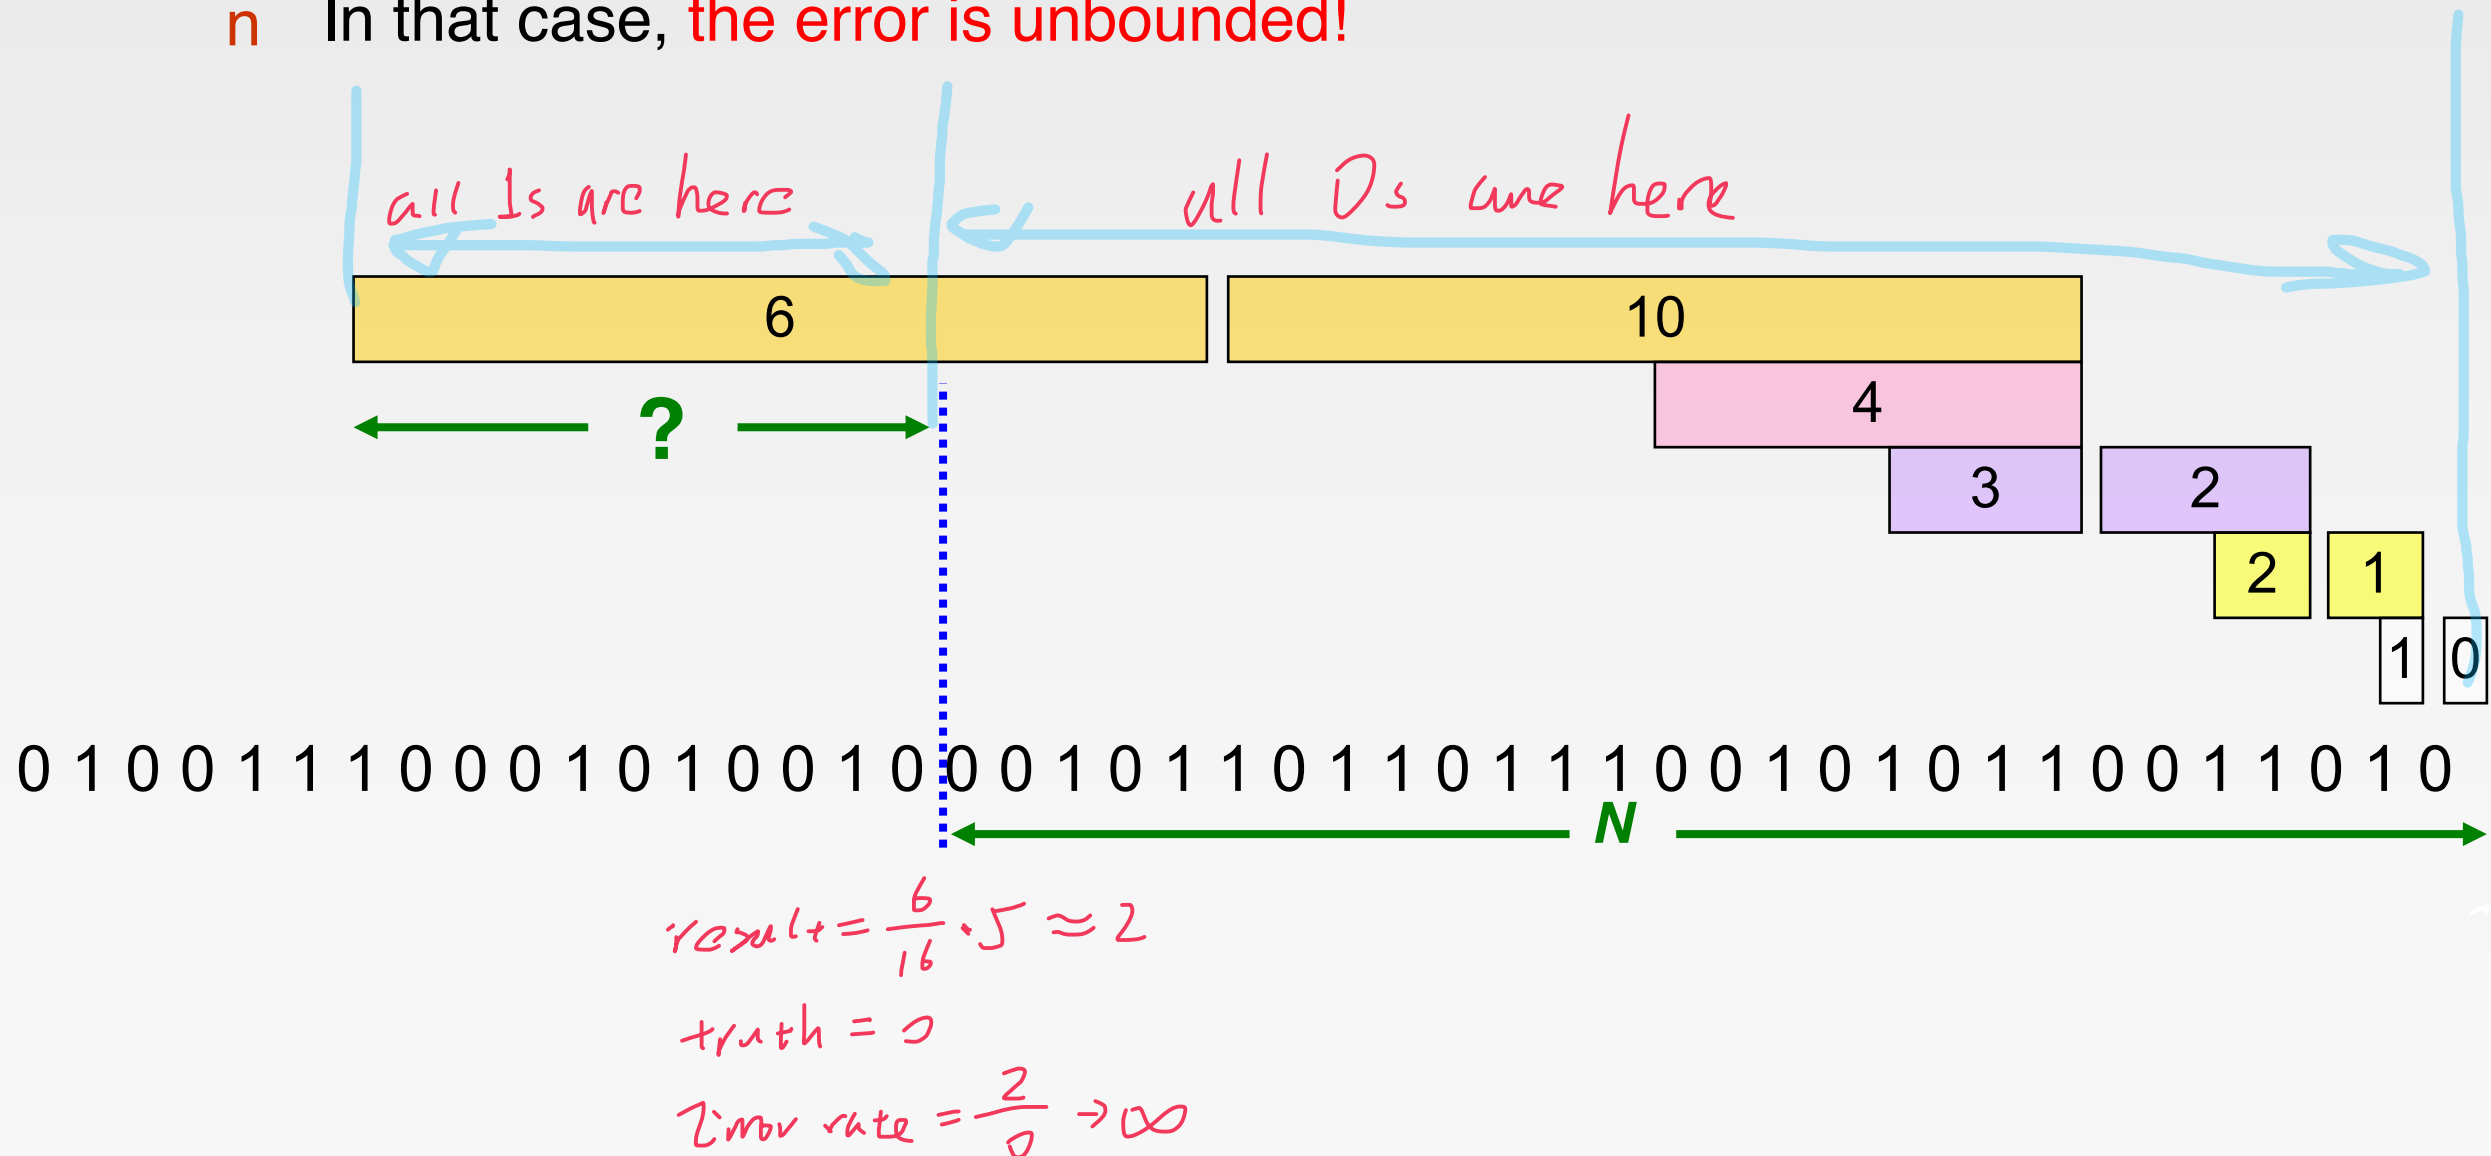 n In that case, the error is unbounded!
all 1s are here all 0s are here
6 10
? 4
3 2
2 1
1 0
0 1 0 0 1 1 1 0 0 0 1 0 1 0 0 1 0 0 0 1 0 1 1 0 1 1 0 1 1 1 0 0 1 0 1 0 1 1 0 0 1 1 0 1 0
N
result = 6/16 · 5 ≈ 2
truth = 0
Error rate = 2/0 → ∞